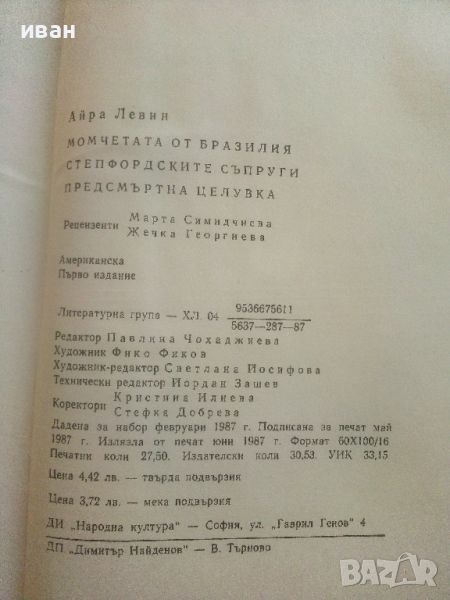 иван
Айра Левин
МОМЧЕТАТА ОТ БРАЗИЛИЯ
СТЕПФОРДСКИТЕ СЪПРУГИ
ПРЕДСМЪРТНА ЦЕЛУВКА
Рецензенти Марта Симидчиева
Жечка Георгиева
Американска
Първо издание
Литературна група — ХЛ. 04 9536675611
5637—287—87
Редактор Павлина Чохаджиева
Художник Фико Фиков
Художник-редактор Светлана Йосифова
Технически редактор Йордан Зашев
Коректори Кристина Илиева
Стефка Добрева
Дадена за набор февруари 1987 г. Подписана за печат май
1987 г. Излязла от печат юни 1987 г. Формат 60X100/16
Печатни коли 27,50. Издателски коли 30,53. УИК 33,15
Цена 4,42 лв. — твърда подвързия
Цена 3,72 лв. — мека подвързия
ДИ „Народна култура" — София, ул. „Гаврил Генов" 4
ДП „Димитър Найденов" — В. Търново
BAZAR